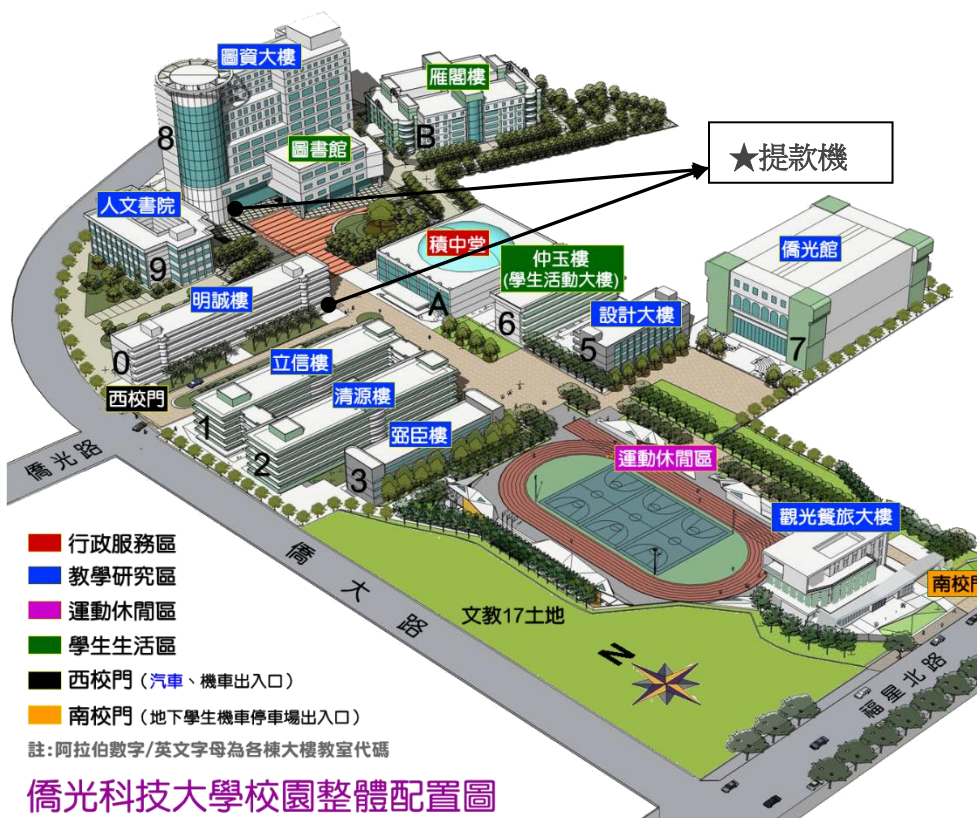 圖資大樓
雁閣樓
8
B
圖書館
★提款機
人文書院
9
積中堂
仲玉樓
(學生活動大樓)
僑光館
明誠樓
A
6
設計大樓
5
7
0
立信樓
西校門
清源樓
1
弼臣樓
2
3
運動休閒區
僑光路
觀光餐旅大樓
南校門
僑大路
文教17土地
N
福星北路
行政服務區
教學研究區
運動休閒區
學生生活區
西校門（汽車、機車出入口）
南校門（地下學生機車停車場出入口）
註:阿拉伯數字/英文字母為各棟大樓教室代碼
僑光科技大學校園整體配置圖